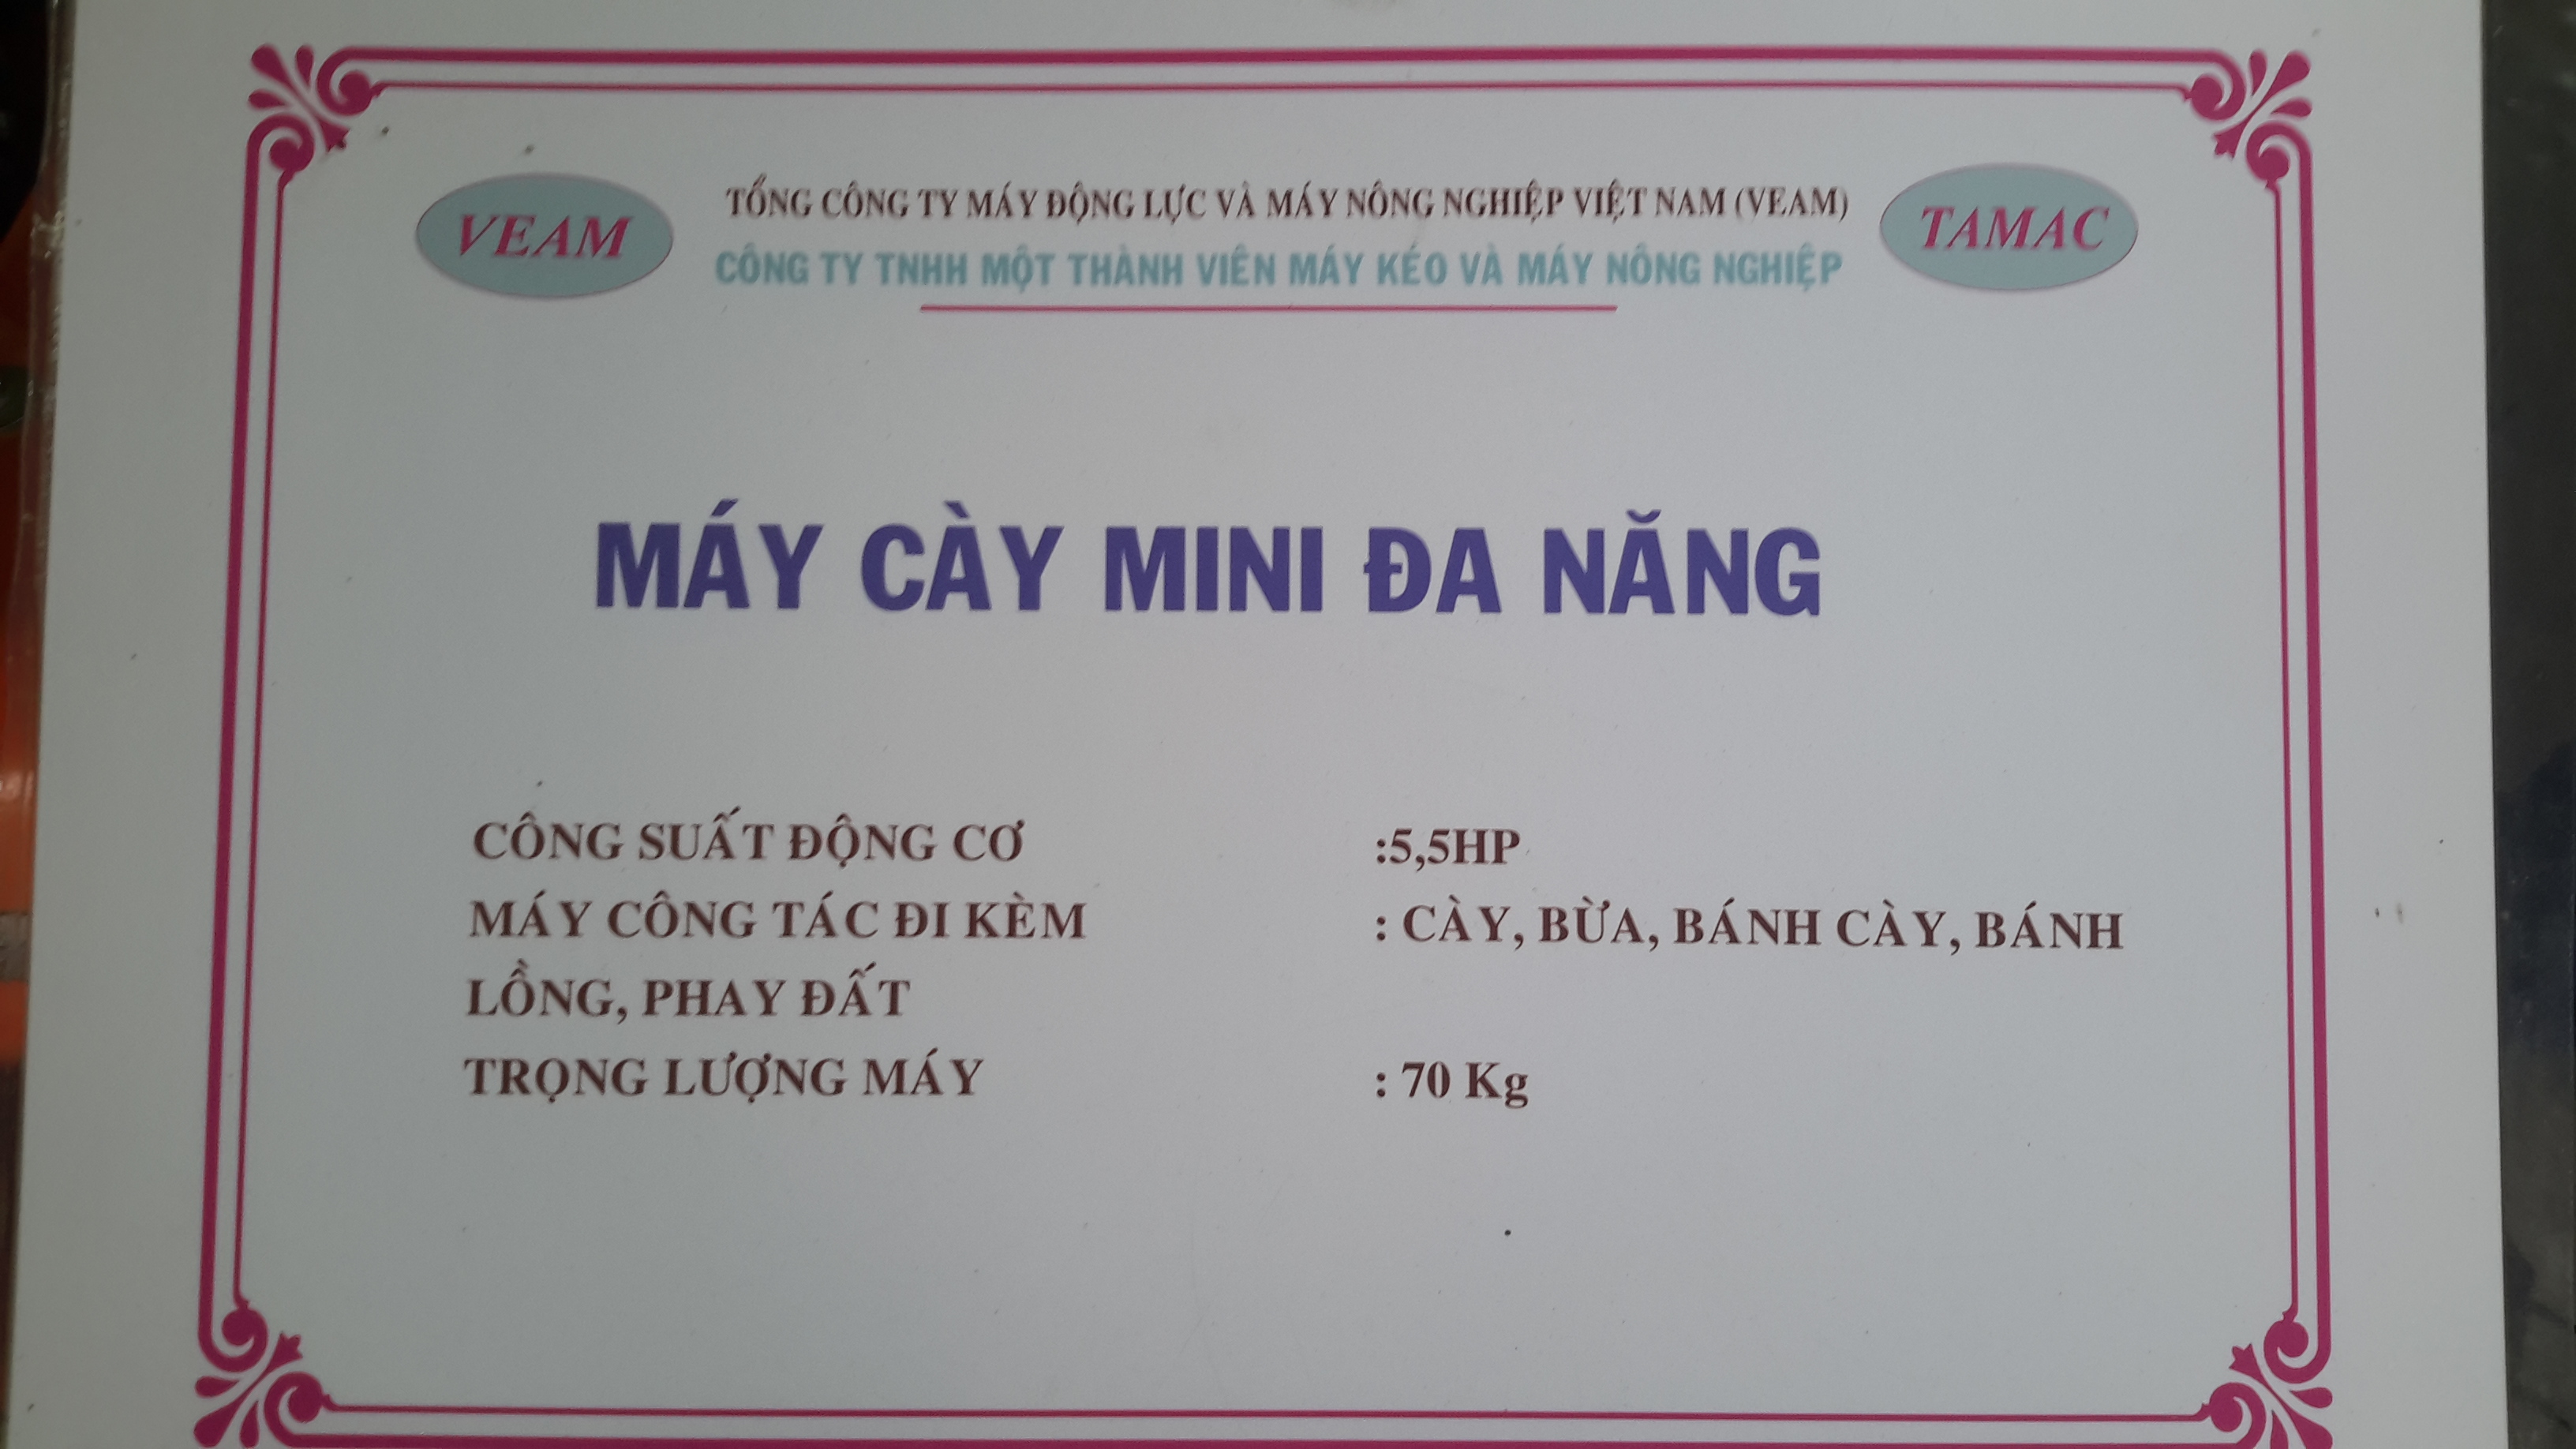 VEAM
TỔNG CÔNG TY MÁY ĐỘNG LỰC VÀ MÁY NÔNG NGHIỆP VIỆT NAM (VEAM)
TAMAC
CÔNG TY TNHH MỘT THÀNH VIÊN MÁY KÉO VÀ MÁY NÔNG NGHIỆP
MÁY CÀY MINI ĐA NĂNG
CÔNG SUẤT ĐỘNG CƠ :5,5HP
MÁY CÔNG TÁC ĐI KÈM : CÀY, BỪA, BÁNH CÀY, BÁNH
LỒNG, PHAY ĐẤT
TRỌNG LƯỢNG MÁY : 70 Kg